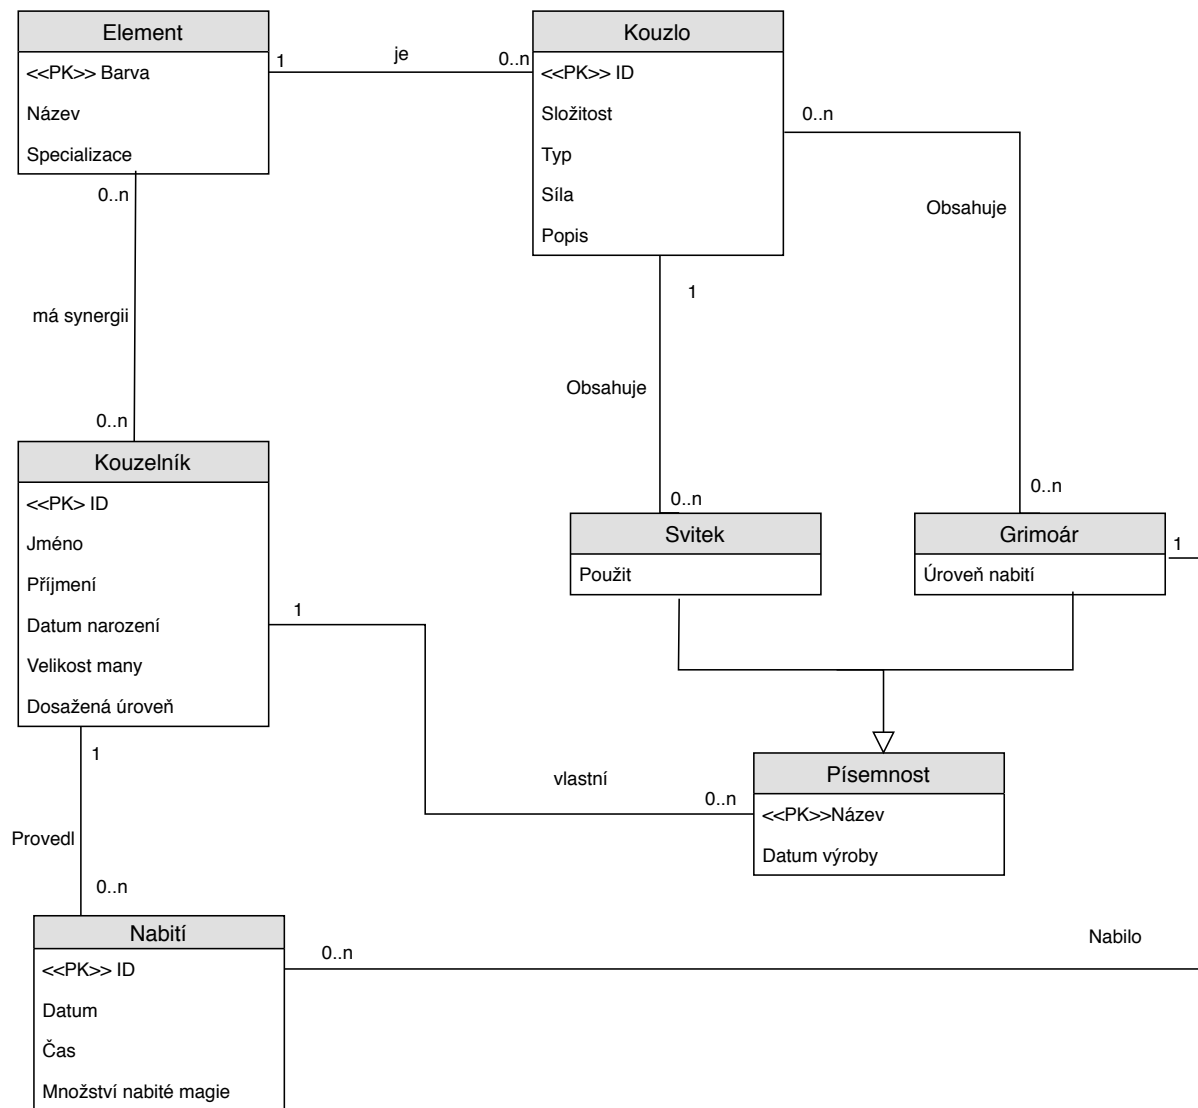 Element
<<PK>> Barva
Název
Specializace
1
je
0..n
Kouzlo
<<PK>> ID
Složitost
Typ
Síla
Popis
0..n
Obsahuje
0..n
má synergii
0..n
1
Obsahuje
0..n
0..n
Kouzelník
<<PK> ID
Jméno
Příjmení
Datum narození
Velikost many
Dosažená úroveň
Svitek
Použit
Grimoár
Úroveň nabití
1
1
vlastní
0..n
Písemnost
<<PK>>Název
Datum výroby
1
Provedl
0..n
Nabití
<<PK>> ID
Datum
Čas
Množství nabité magie
0..n
Nabilo